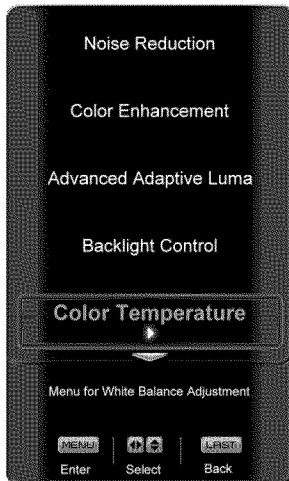 Noise Reduction
Color Enhancement
Advanced Adaptive Luma
Backlight Control
Color Temperature
Menu for White Balance Adjustment
MENU LAST
Enter Select Back